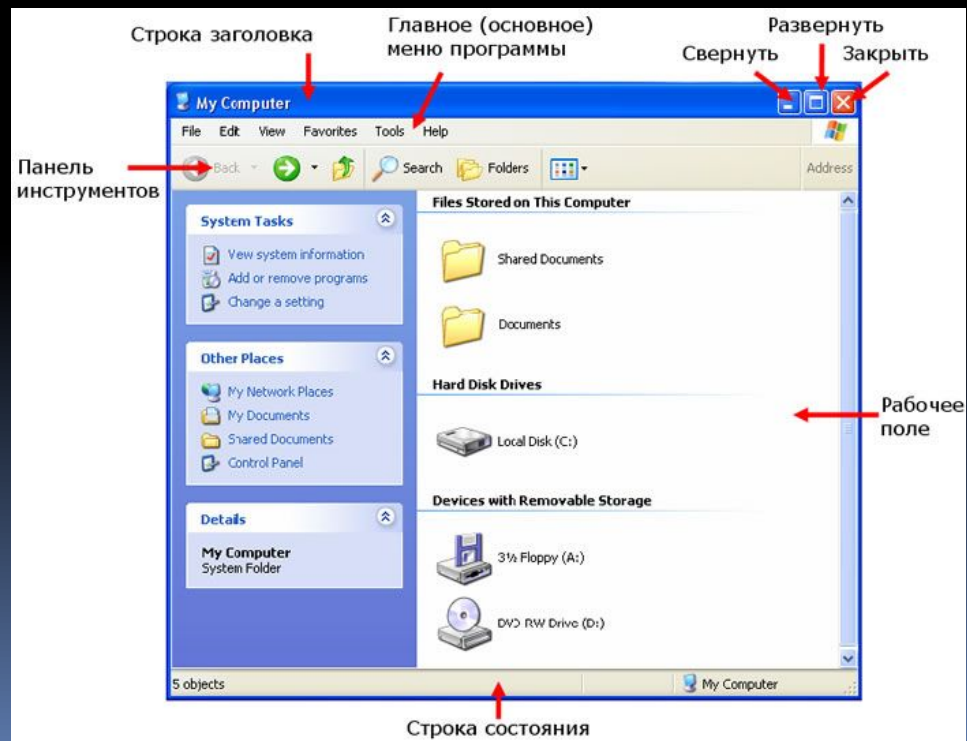 Строка заголовка
Главное (основное)
меню программы
Развернуть
Свернуть
Закрыть
My Computer
File Edit View Favorites Tools Help
Панель
инструментов
Back Search Folders Address
System Tasks
View system information
Add or remove programs
Change a setting
Other Places
My Network Places
My Documents
Shared Documents
Control Panel
Details
My Computer
System Folder
Files Stored on This Computer
Shared Documents
Documents
Hard Disk Drives
Local Disk (C:)
Devices with Removable Storage
3½ Floppy (A:)
DVD RW Drive (D:)
Рабочее
поле
5 objects
My Computer
Строка состояния